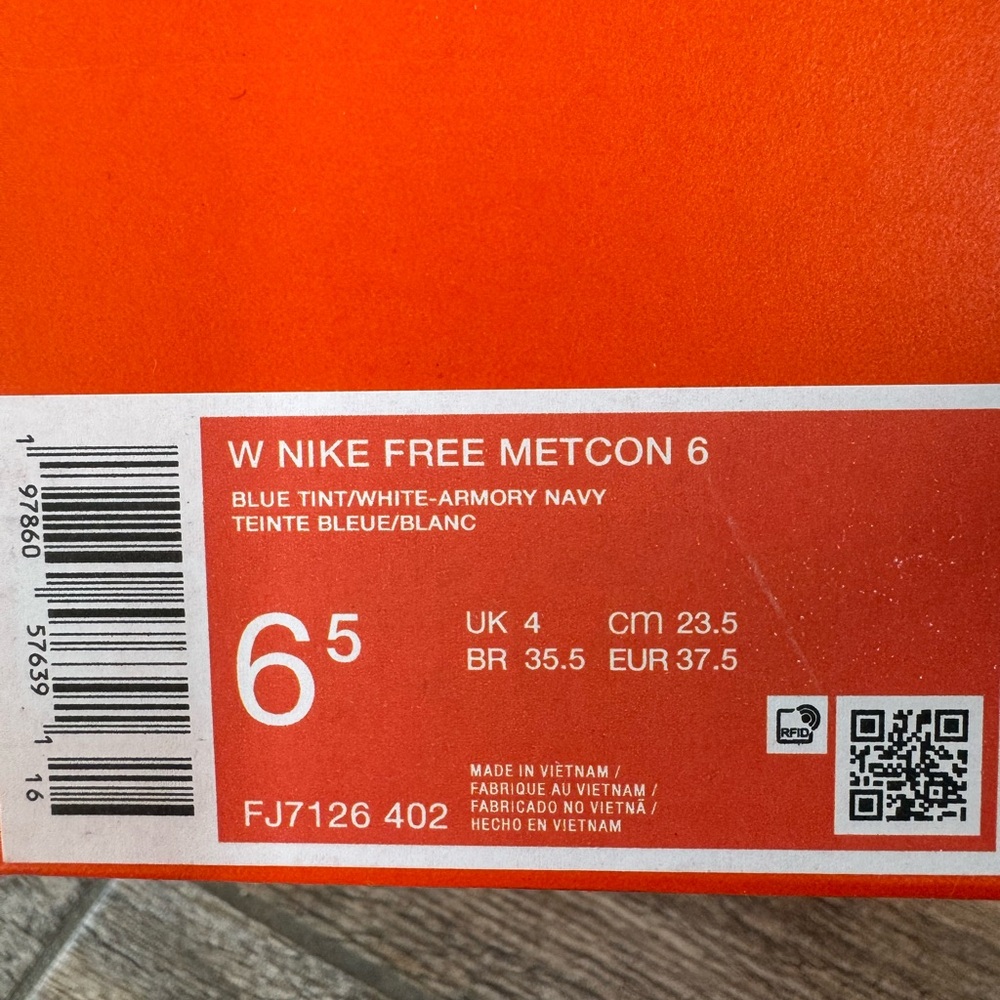 W NIKE FREE METCON 6
BLUE TINT/WHITE-ARMORY NAVY
TEINTE BLEUE/BLANC
6 5
UK 4 cm 23.5
BR 35.5 EUR 37.5
RFID
MADE IN VIETNAM /
FABRIQUE AU VIETNAM /
FABRICADO NO VIETNÃ /
HECHO EN VIETNAM
FJ7126 402
1 97860 57639 1 16